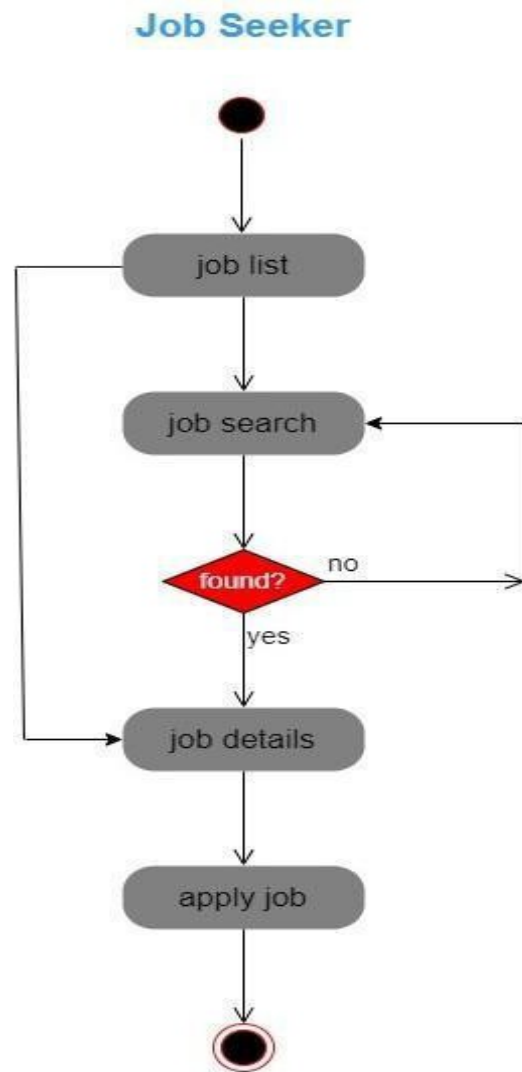 Job Seeker
job list
job search
found?
no
yes
job details
apply job